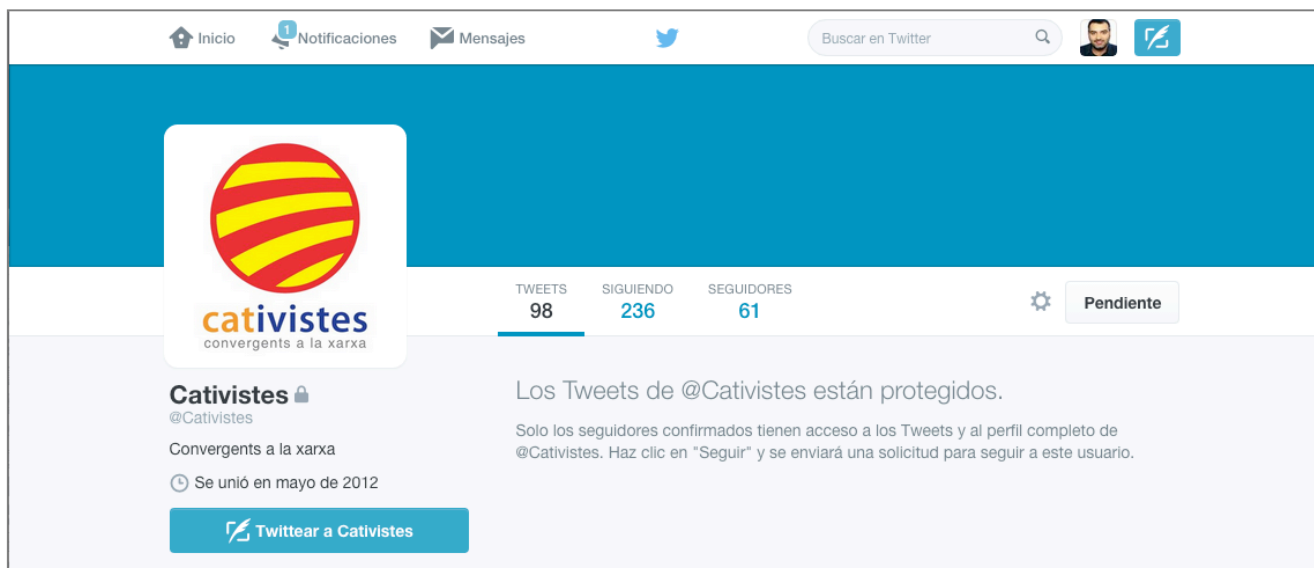 Inicio
1
Notificaciones
Mensajes
Buscar en Twitter
cativistes
convergents a la xarxa
TWEETS SIGUIENDO SEGUIDORES
98 236 61
Pendiente
Cativistes
@Cativistes
Convergents a la xarxa
Se unió en mayo de 2012
Twittear a Cativistes
Los Tweets de @Cativistes están protegidos.
Solo los seguidores confirmados tienen acceso a los Tweets y al perfil completo de
@Cativistes. Haz clic en "Seguir" y se enviará una solicitud para seguir a este usuario.